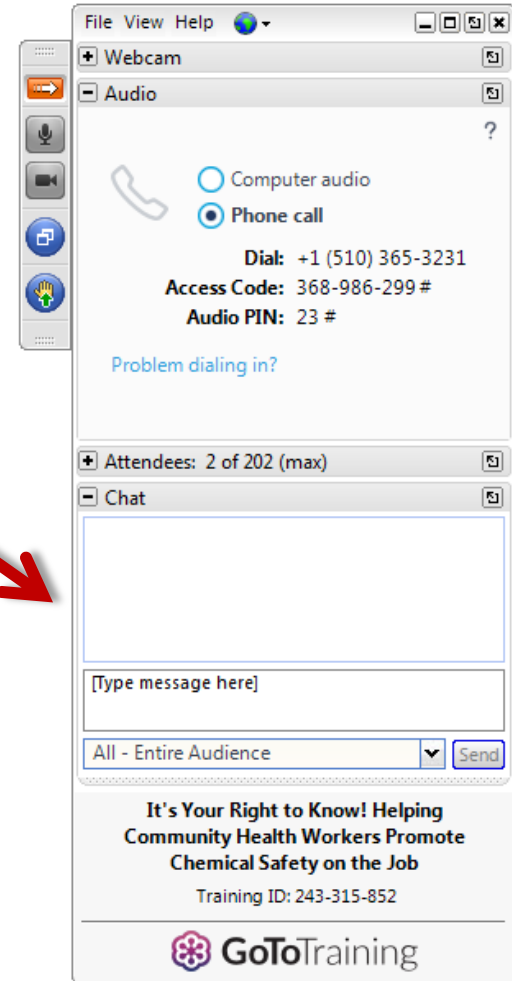 File View Help
Webcam
Audio
?
Computer audio
Phone call
Dial: +1 (510) 365-3231
Access Code: 368-986-299 #
Audio PIN: 23 #
Problem dialing in?
Attendees: 2 of 202 (max)
Chat
[Type message here]
All - Entire Audience
Send
It's Your Right to Know! Helping
Community Health Workers Promote
Chemical Safety on the Job
Training ID: 243-315-852
GoToTraining